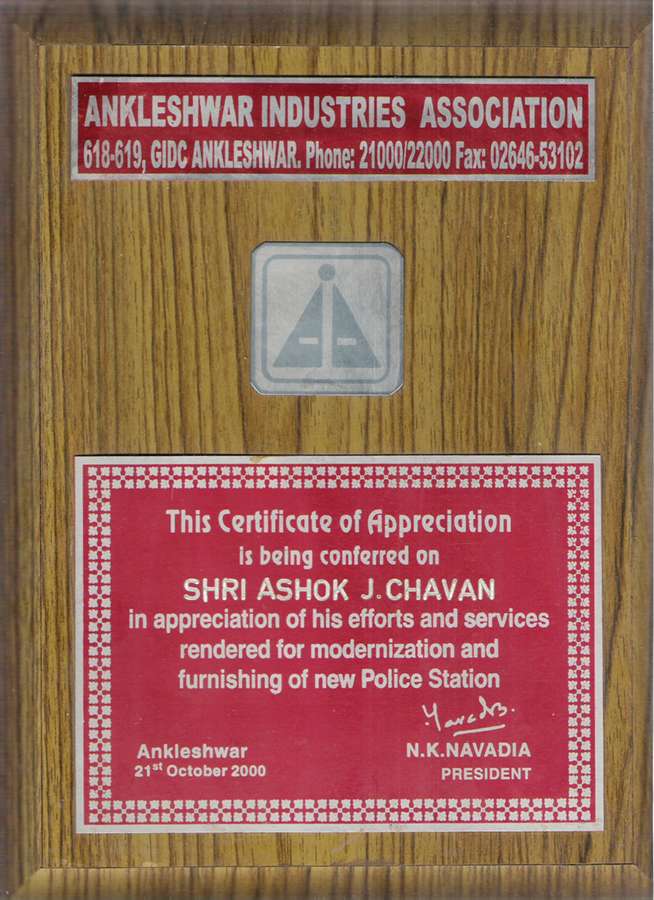 ANKLESHWAR INDUSTRIES ASSOCIATION
618-619, GIDC ANKLESHWAR. Phone: 21000/22000 Fax: 02646-53102
This Certificate of Appreciation
is being conferred on
SHRI ASHOK J. CHAVAN
in appreciation of his efforts and services
rendered for modernization and
furnishing of new Police Station
Ankleshwar
21st October 2000
N.K.NAVADIA
PRESIDENT